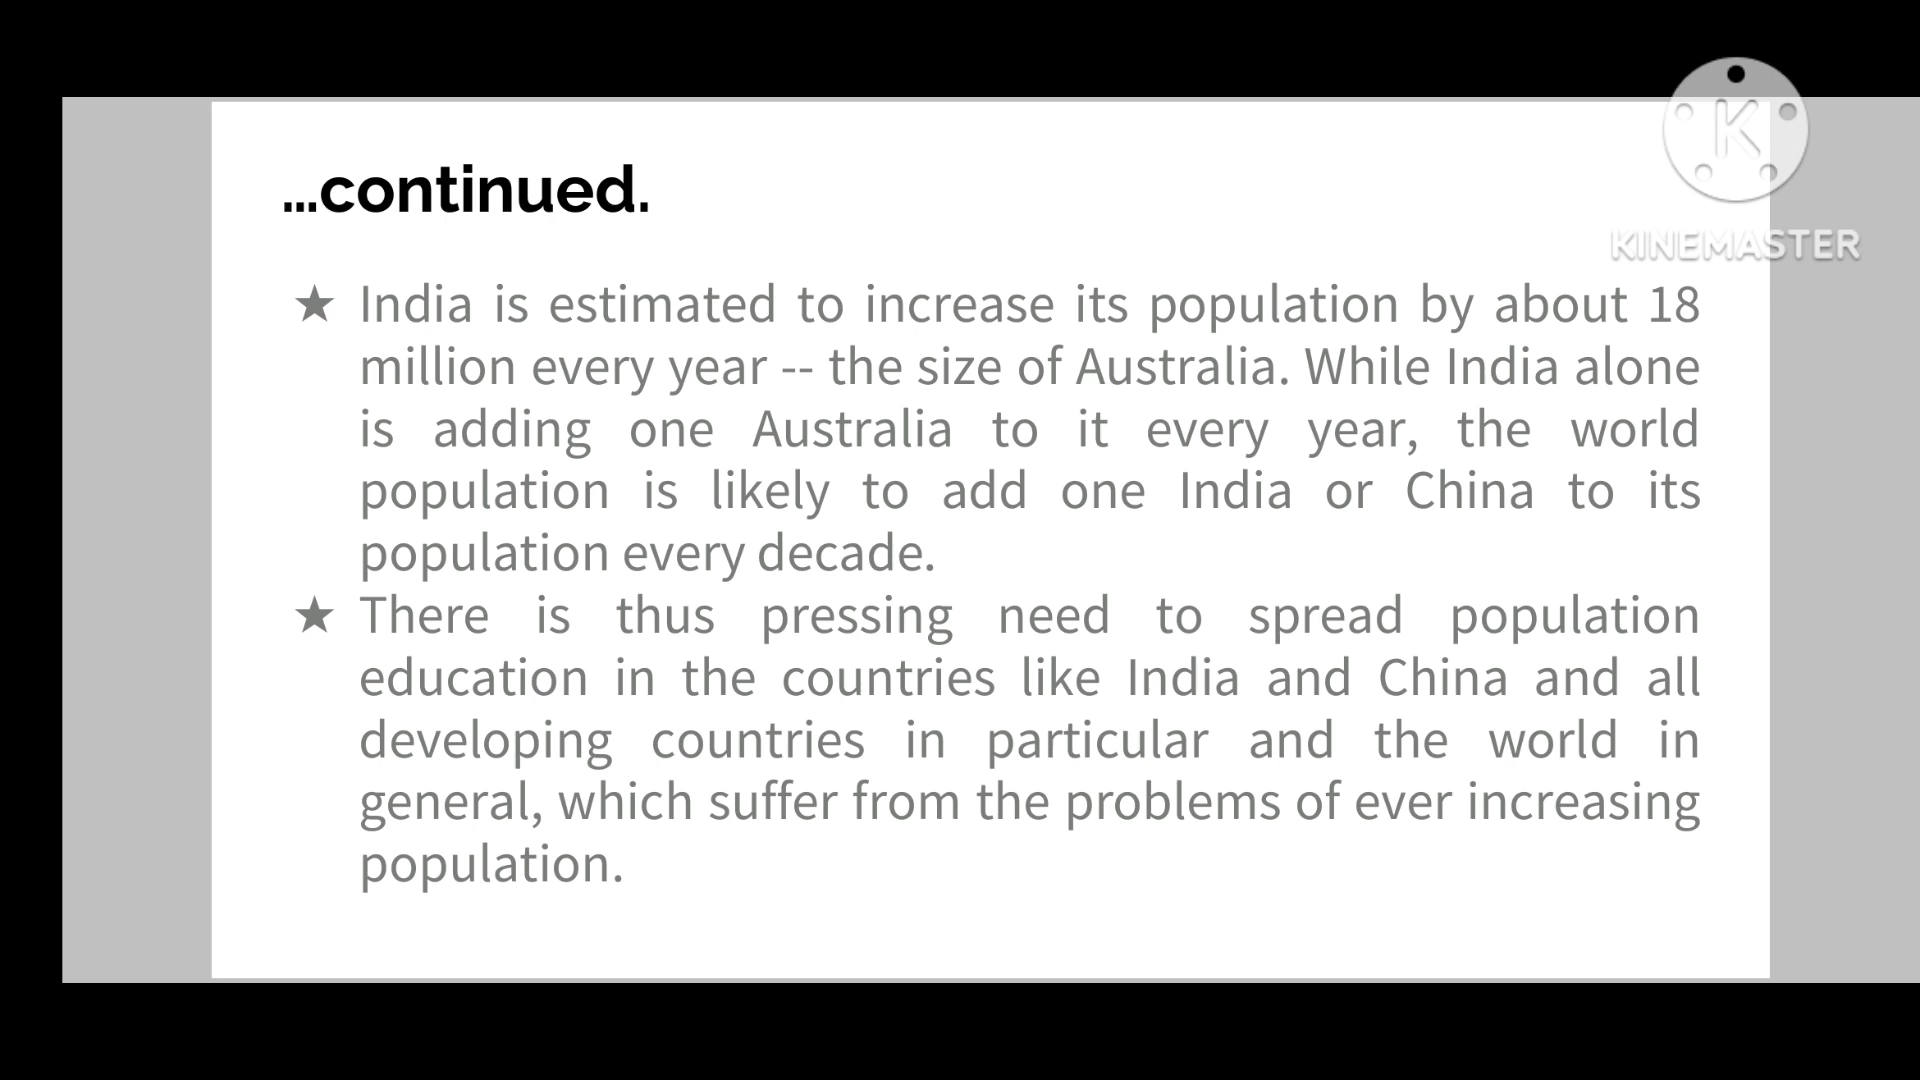 K
KINEMASTER
...continued.
★ India is estimated to increase its population by about 18
million every year -- the size of Australia. While India alone
is adding one Australia to it every year, the world
population is likely to add one India or China to its
population every decade.
★ There is thus pressing need to spread population
education in the countries like India and China and all
developing countries in particular and the world in
general, which suffer from the problems of ever increasing
population.